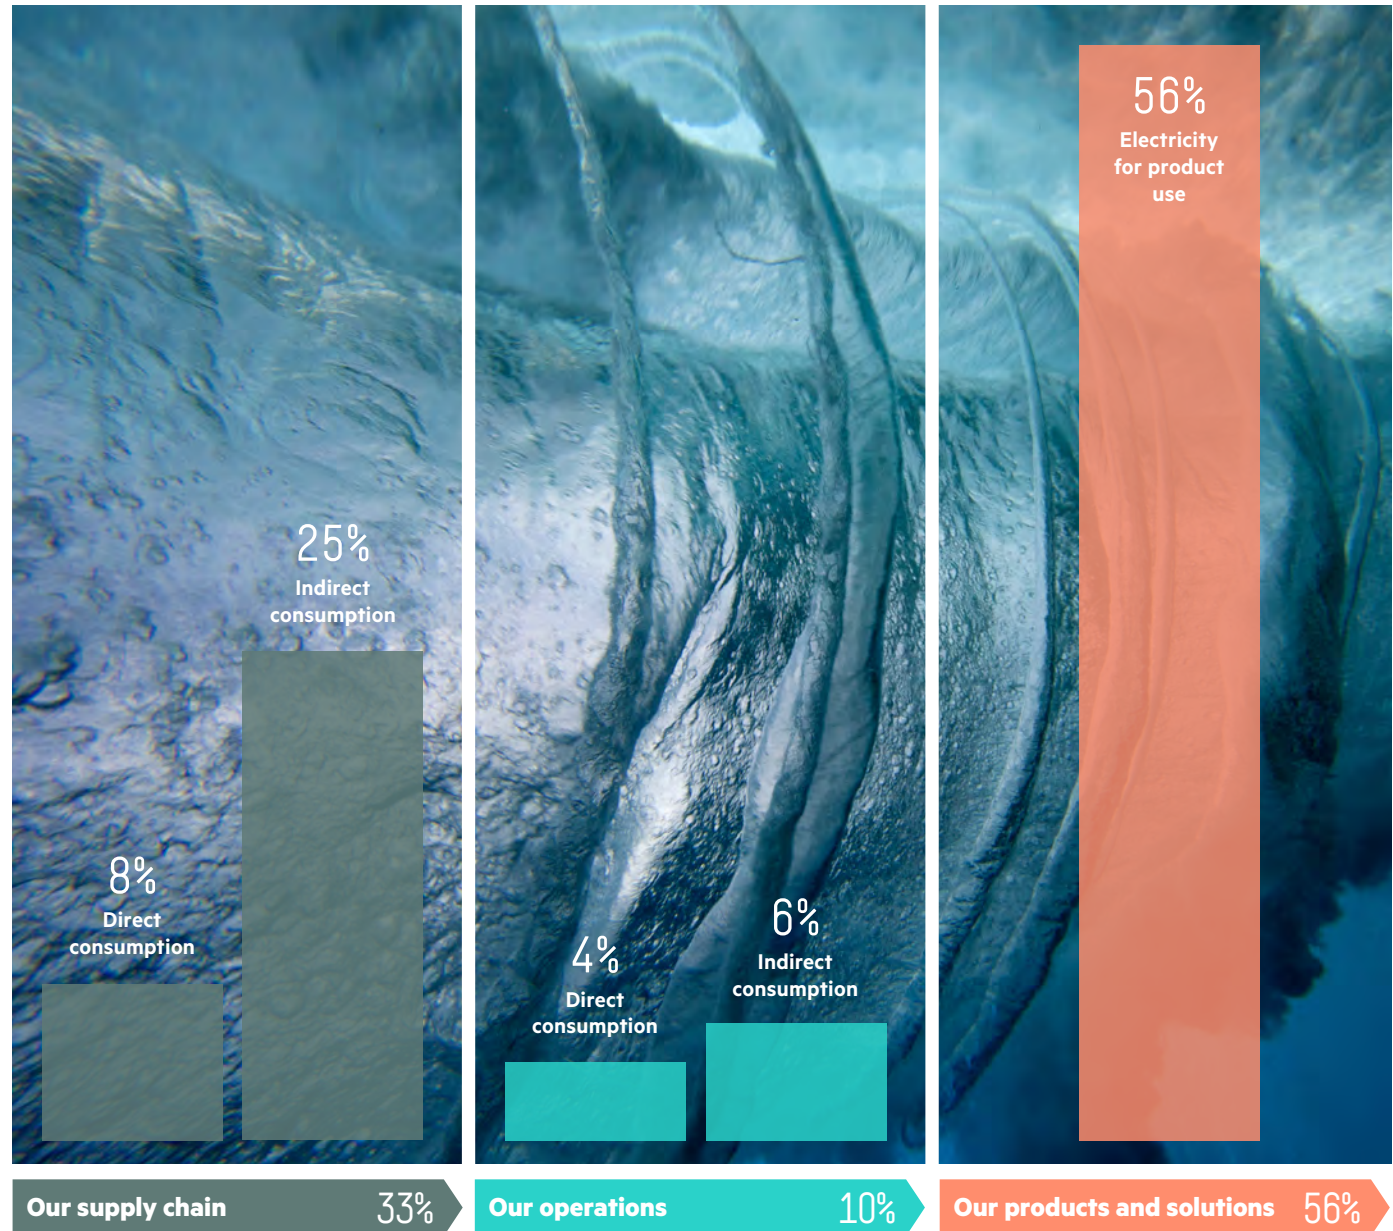 8%
Direct
consumption
25%
Indirect
consumption
4%
Direct
consumption
6%
Indirect
consumption
56%
Electricity
for product
use
Our supply chain 33%
Our operations 10%
Our products and solutions 56%